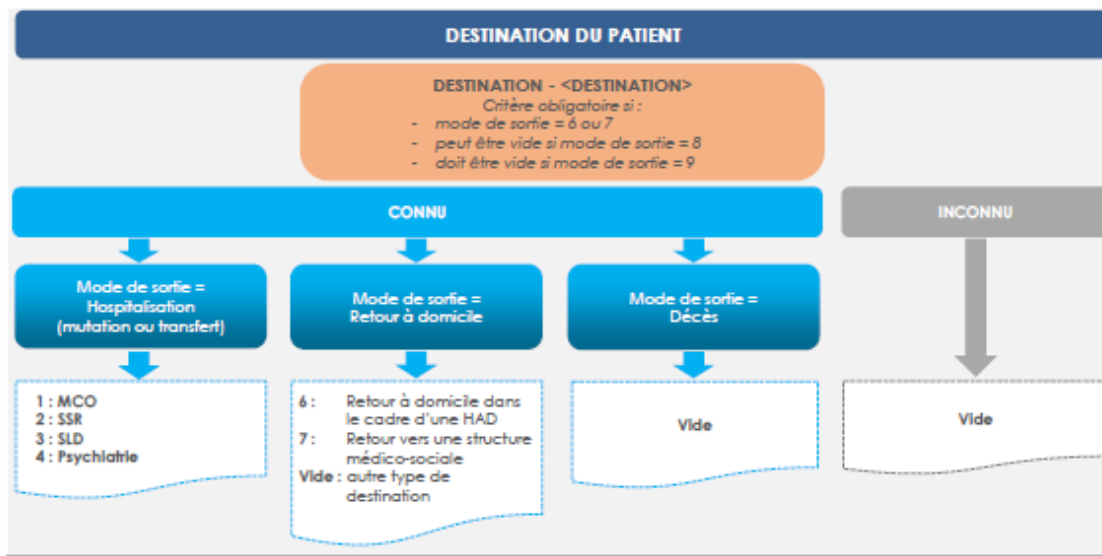 DESTINATION DU PATIENT
DESTINATION - <DESTINATION>
Critère obligatoire si :
- mode de sortie = 6 ou 7
- peut être vide si mode de sortie = 8
- doit être vide si mode de sortie = 9
CONNU
INCONNU
Mode de sortie =
Hospitalisation
(mutation ou transfert)
Mode de sortie =
Retour à domicile
Mode de sortie =
Décès
1 : MCO
2 : SSR
3 : SLD
4 : Psychiatrie
6 : Retour à domicile dans
le cadre d'une HAD
7 : Retour vers une structure
médico-sociale
Vide : autre type de
destination
Vide
Vide